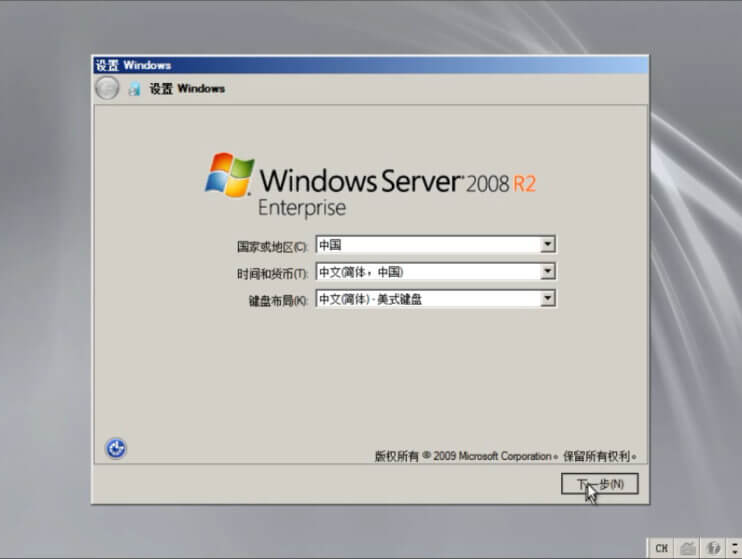 设置 Windows
设置 Windows
Windows Server 2008 R2
Enterprise
国家或地区(C): 中国
时间和货币(T): 中文(简体，中国)
键盘布局(K): 中文(简体) - 美式键盘
版权所有 © 2009 Microsoft Corporation。保留所有权利。
下一步(N)
CH